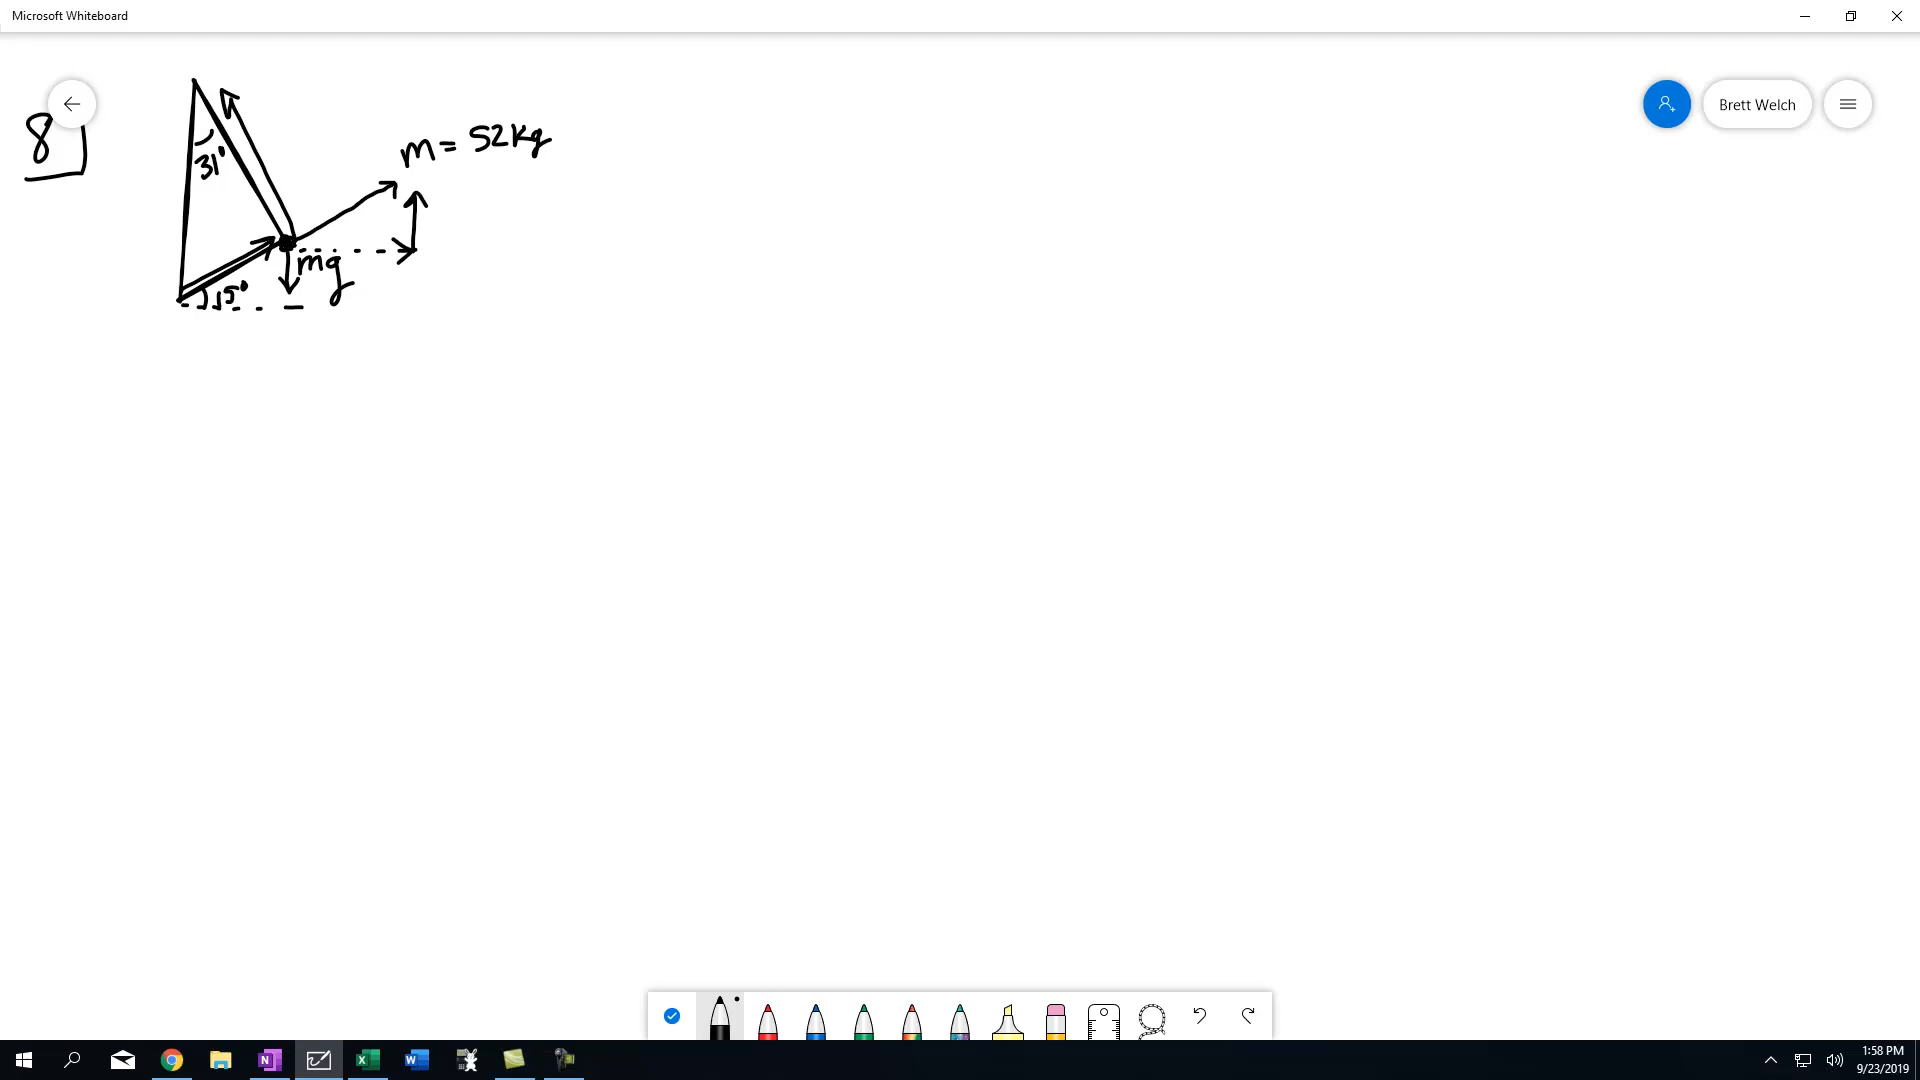 Microsoft Whiteboard
Brett Welch
8
31°
m = 52kg
mg
15°
1:58 PM
9/23/2019